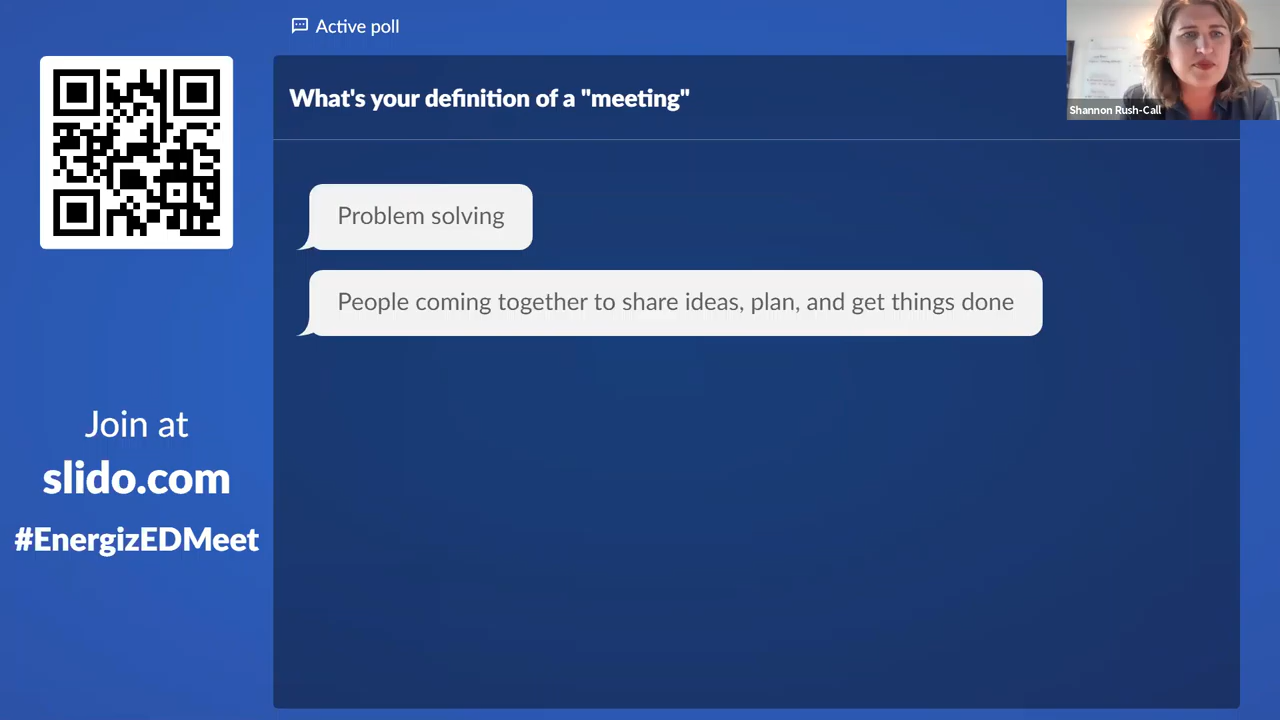 Active poll
What's your definition of a "meeting"
Shannon Rush-Call
Problem solving
People coming together to share ideas, plan, and get things done
Join at
slido.com
#EnergizEDMeet